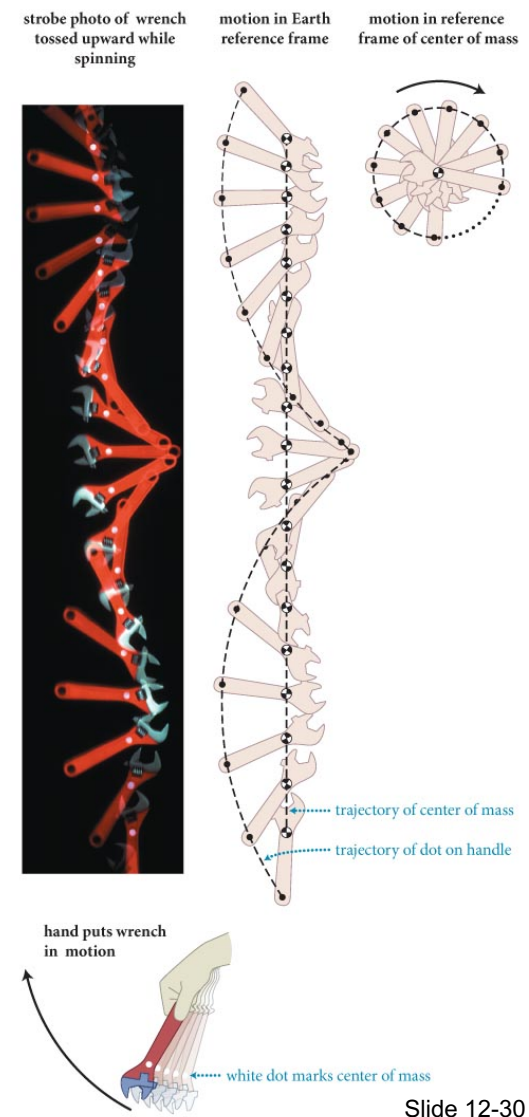 strobe photo of wrench
tossed upward while
spinning
motion in Earth
reference frame
motion in reference
frame of center of mass
trajectory of center of mass
trajectory of dot on handle
hand puts wrench
in motion
white dot marks center of mass
Slide 12-30